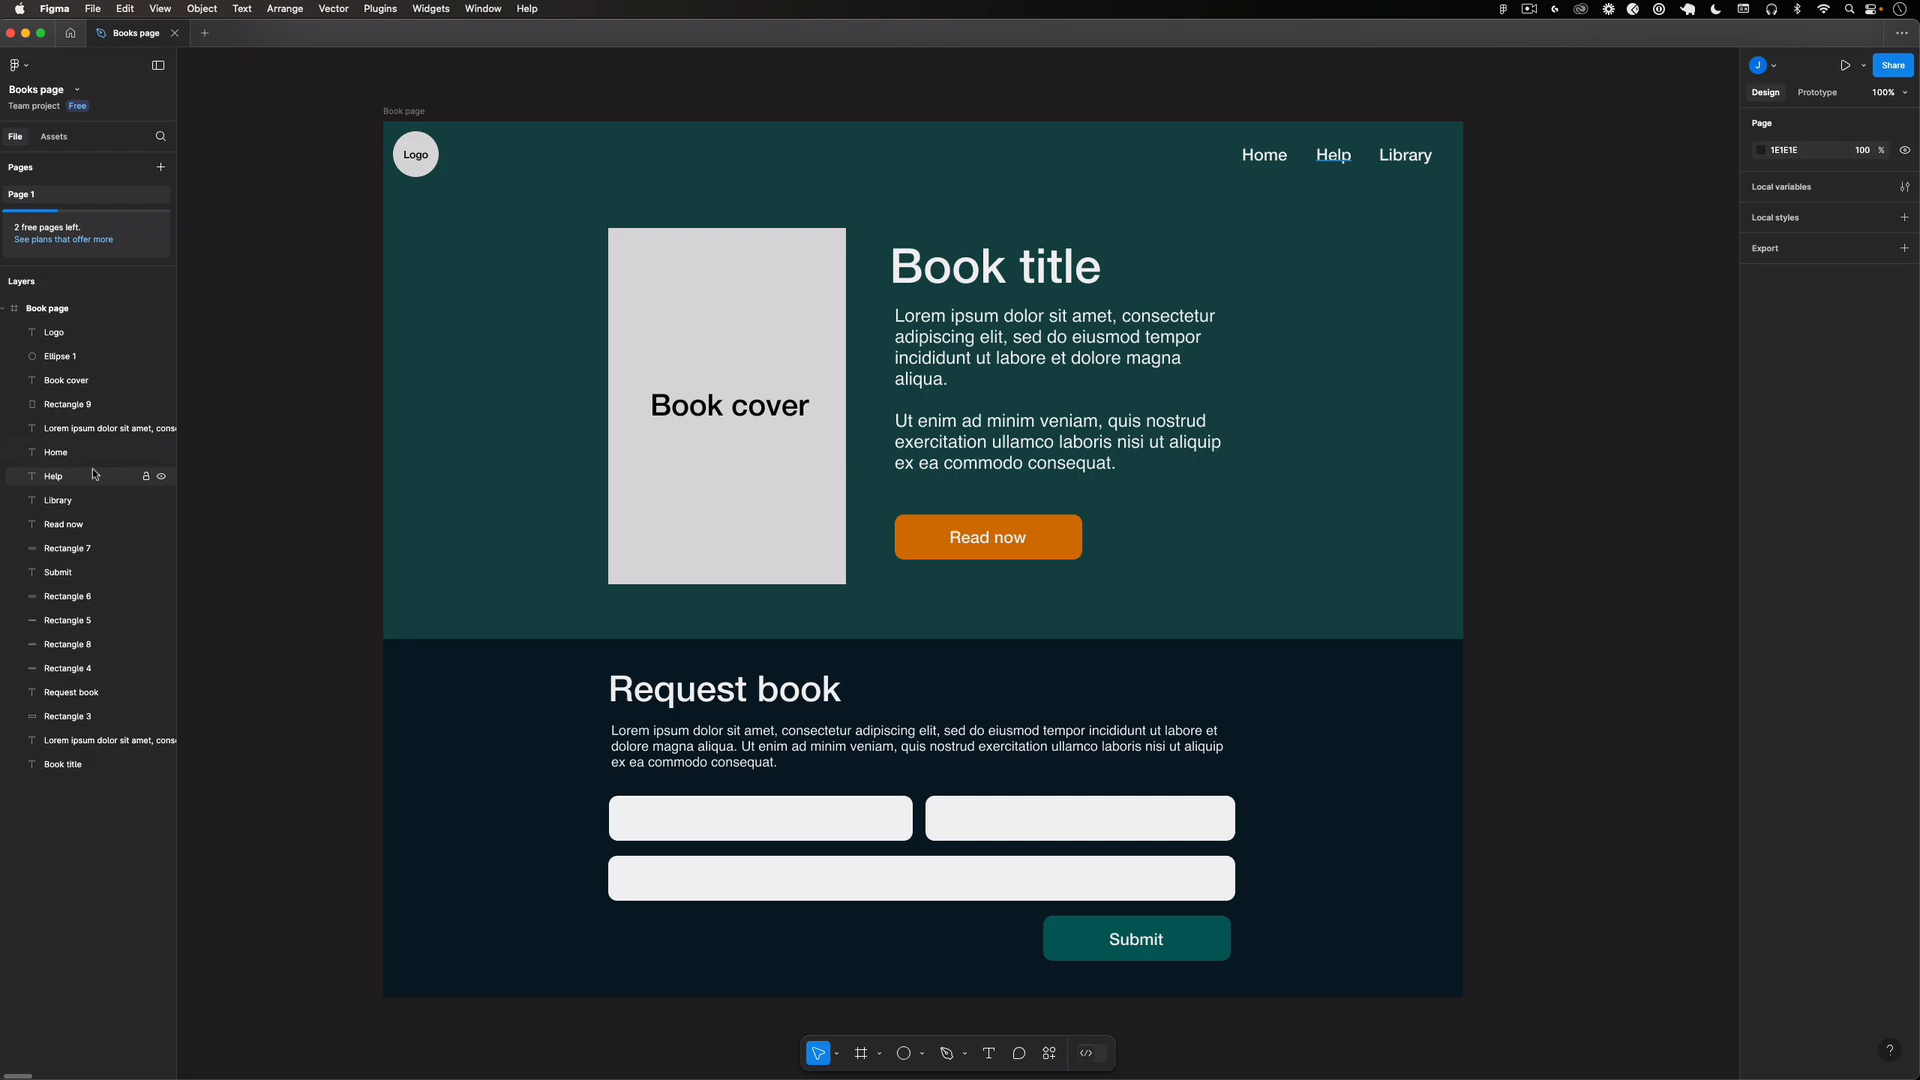 Figma File Edit View Object Text Arrange Vector Plugins Widgets Window Help
Books page
Books page
Team project Free
File Assets
Pages
Page 1
2 free pages left.
See plans that offer more
Layers
Book page
Logo
Ellipse 1
Book cover
Rectangle 9
Lorem ipsum dolor sit amet, cons
Home
Help
Library
Read now
Rectangle 7
Submit
Rectangle 6
Rectangle 5
Rectangle 8
Rectangle 4
Request book
Rectangle 3
Lorem ipsum dolor sit amet, cons
Book title
Book page
Logo
Home Help Library
Book cover
Book title
Lorem ipsum dolor sit amet, consectetur
adipiscing elit, sed do eiusmod tempor
incididunt ut labore et dolore magna
aliqua.
Ut enim ad minim veniam, quis nostrud
exercitation ullamco laboris nisi ut aliquip
ex ea commodo consequat.
Read now
Request book
Lorem ipsum dolor sit amet, consectetur adipiscing elit, sed do eiusmod tempor incididunt ut labore et
dolore magna aliqua. Ut enim ad minim veniam, quis nostrud exercitation ullamco laboris nisi ut aliquip
ex ea commodo consequat.
Submit
J
Share
Design Prototype 100%
Page
1E1E1E 100 %
Local variables
Local styles
Export
?